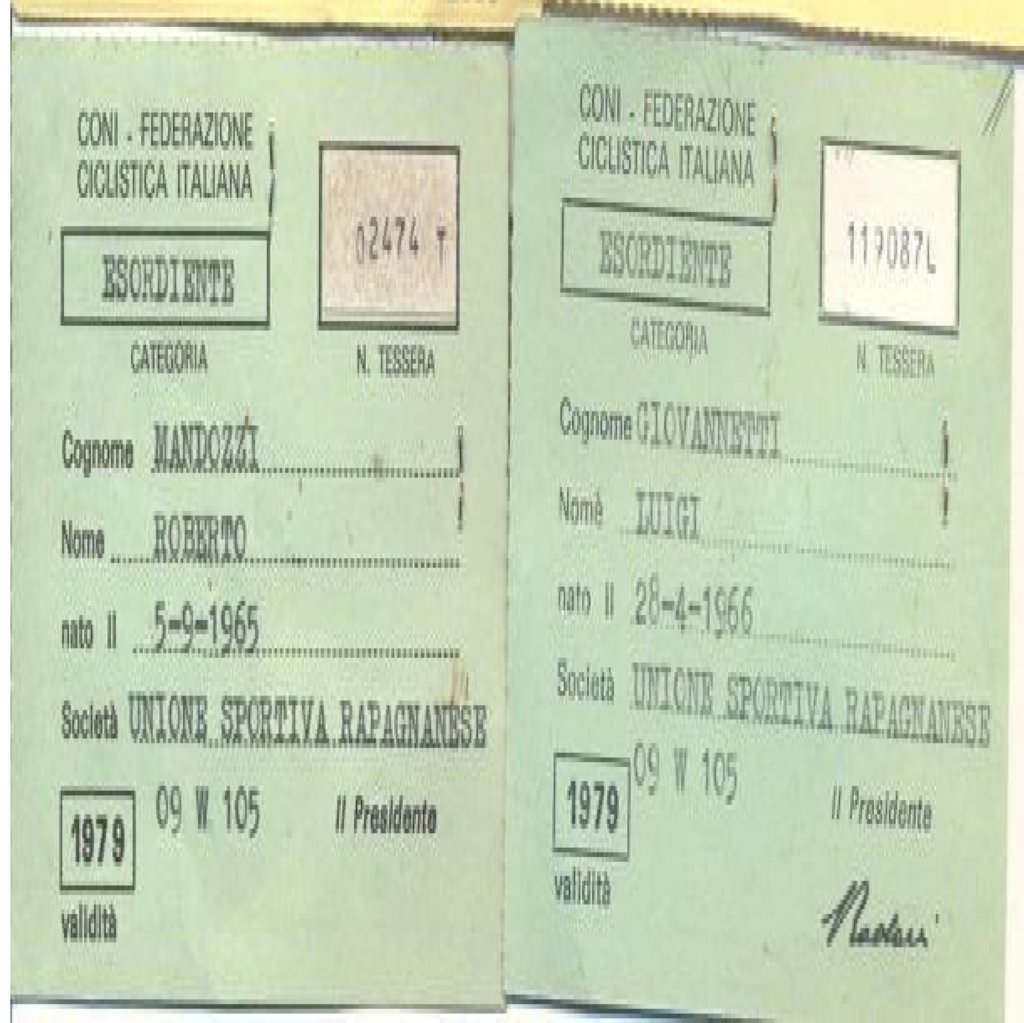 CONI - FEDERAZIONE
CICLISTICA ITALIANA
ESORDIENTE
CATEGORIA
02474 T
N. TESSERA
Cognome MANDOZZI
Nome ROBERTO
nato il 5-9-1965
Società UNIONE SPORTIVA RAPAGNANESE
1979 09 W 105 Il Presidente
validità
CONI - FEDERAZIONE
CICLISTICA ITALIANA
ESORDIENTE
CATEGORIA
119087L
N. TESSERA
Cognome GIOVANNETTI
Nome LUIGI
nato il 28-4-1966
Società UNIONE SPORTIVA RAPAGNANESE
1979 09 W 105 Il Presidente
validità